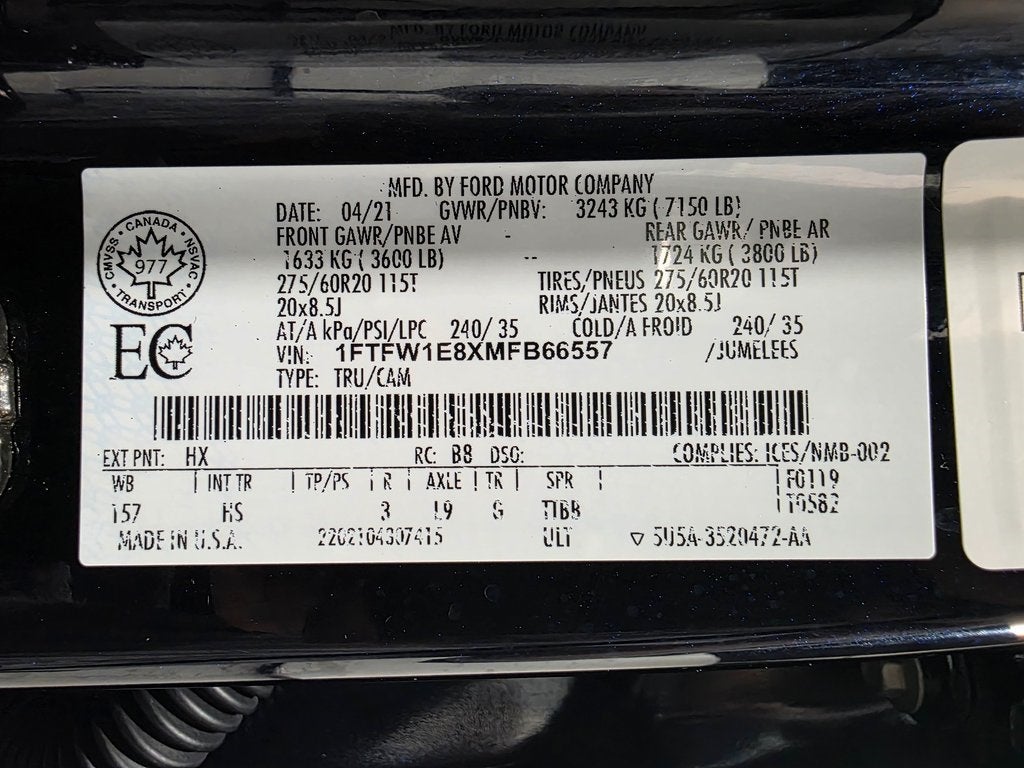 MFD. BY FORD MOTOR COMPANY
DATE: 04/21 GVWR/PNBV: 3243 KG ( 7150 LB)
FRONT GAWR/PNBE AV - REAR GAWR/ PNBE AR
1633 KG ( 3600 LB) -- 1724 KG ( 3800 LB)
275/60R20 115T TIRES/PNEUS 275/60R20 115T
20x8.5J RIMS/JANTES 20x8.5J
AT/A kPa/PSI/LPC 240/ 35 COLD/A FROID 240/ 35
VIN: 1FTFW1E8XMFB66557 /JUMELEES
TYPE: TRU/CAM
CMVSS • CANADA • NSVAC • TRANSPORT •
977
EC
EXT PNT: HX RC: B8 DSO: COMPLIES: ICES/NMB-002
WB | INT TR | TP/PS | R | AXLE | TR | SPR | F0119
157 HS 3 L9 G TTBB | T0582
MADE IN U.S.A. 2202104307415 ULT ▽ 5U5A-3520472-AA